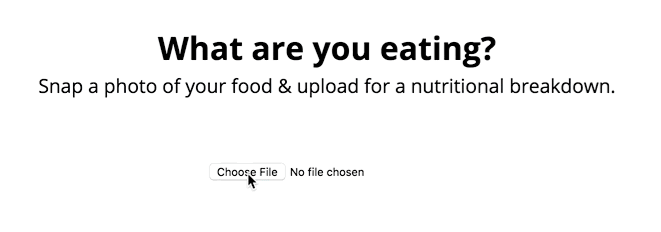 What are you eating?
Snap a photo of your food & upload for a nutritional breakdown.
Choose File No file chosen